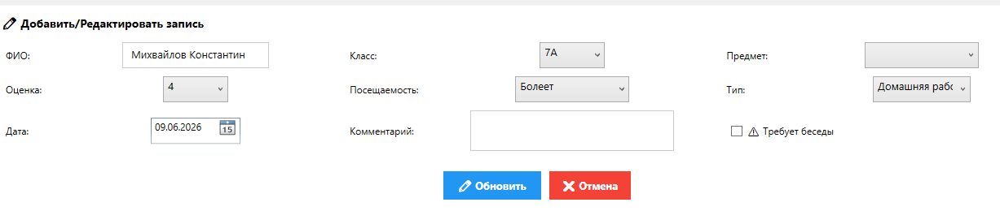 Добавить/Редактировать запись
ФИО: Михвайлов Константин Класс: 7А Предмет:
Оценка: 4 Посещаемость: Болеет Тип: Домашняя рабс
Дата: 09.06.2026 15 Комментарий: Требует беседы
Обновить Отмена